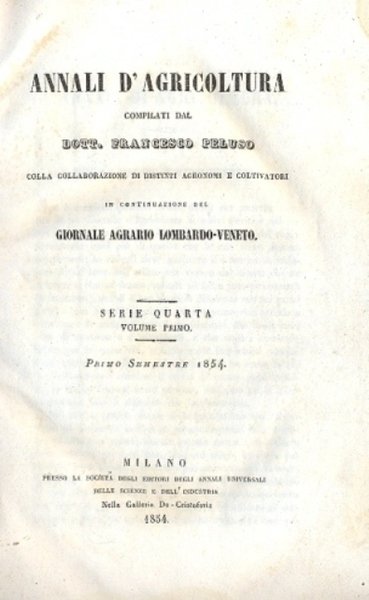 ANNALI D'AGRICOLTURA
COMPILATI DAL
DOTT. FRANCESCO PELUSO
COLLA COLLABORAZIONE DI DISTINTI AGRONOMI E COLTIVATORI
IN CONTINUAZIONE DEL
GIORNALE AGRARIO LOMBARDO-VENETO.
SERIE QUARTA
VOLUME PRIMO.
PRIMO SEMESTRE 1854.
MILANO
PRESSO LA SOCIETÀ DEGLI EDITORI DEGLI ANNALI UNIVERSALI
DELLE SCIENZE E DELL'INDUSTRIA
Nella Galleria De-Cristoforis
1854.